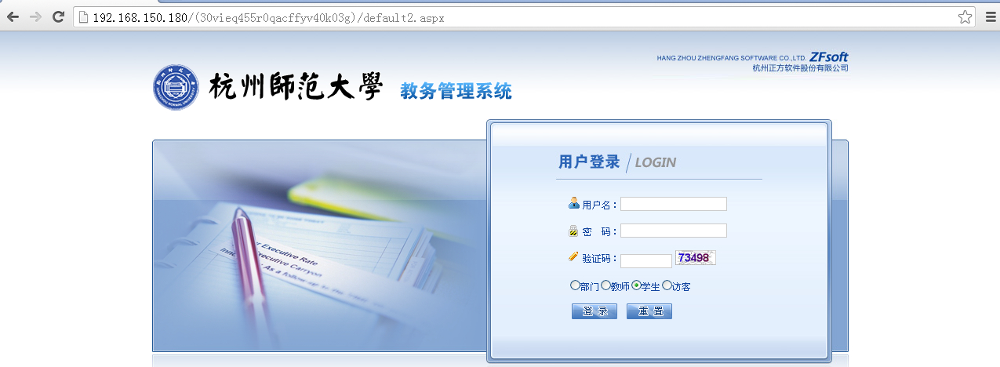 192.168.150.180/(30vieq455r0qacffyv40k03g)/default2.aspx
HANG ZHOU ZHENGFANG SOFTWARE CO.,LTD. ZFsoft
杭州正方软件股份有限公司
杭州師范大學 教务管理系统
用户登录 / LOGIN
用户名:
密 码:
验证码: 73498
部门 教师 学生 访客
登 录 重 置
r Executive Rate
Executive Carryon
As a follow-up to the